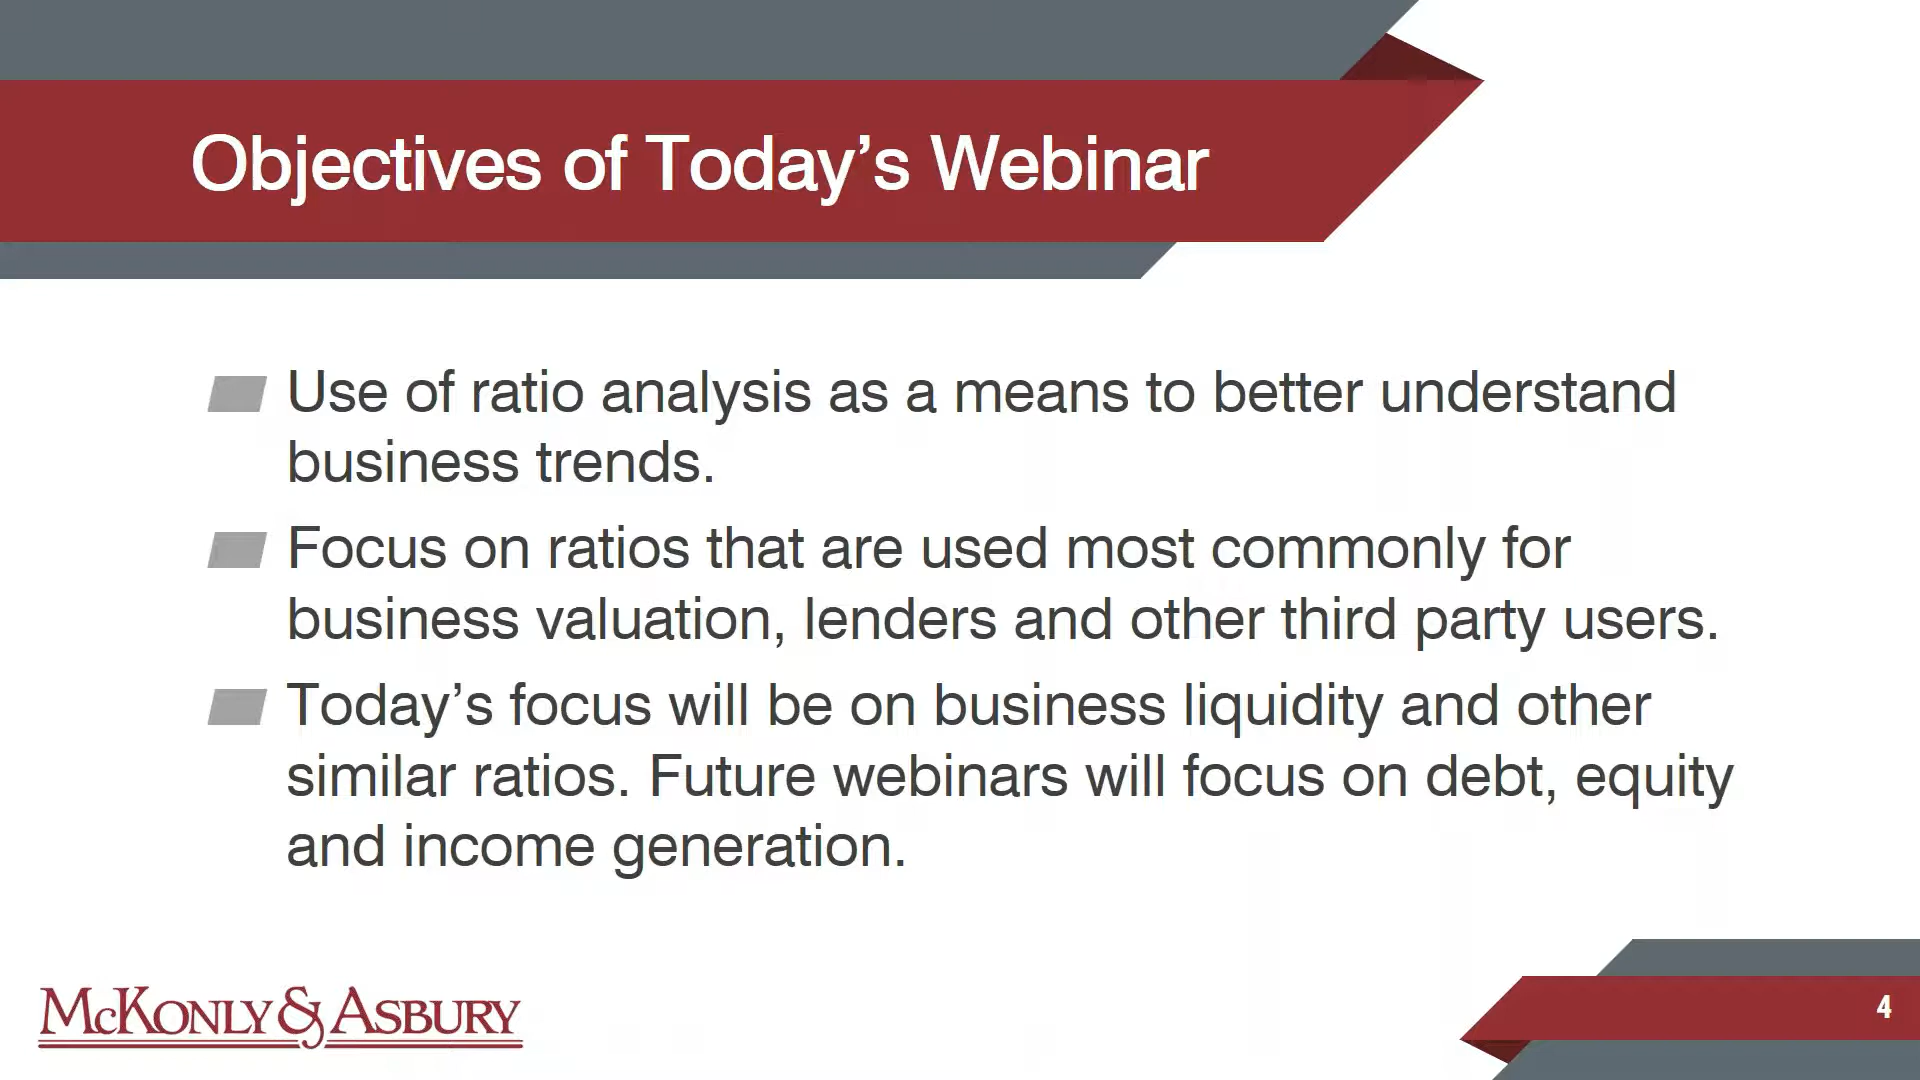 Objectives of Today’s Webinar
Use of ratio analysis as a means to better understand
business trends.
Focus on ratios that are used most commonly for
business valuation, lenders and other third party users.
Today’s focus will be on business liquidity and other
similar ratios. Future webinars will focus on debt, equity
and income generation.
McKonly & Asbury
4